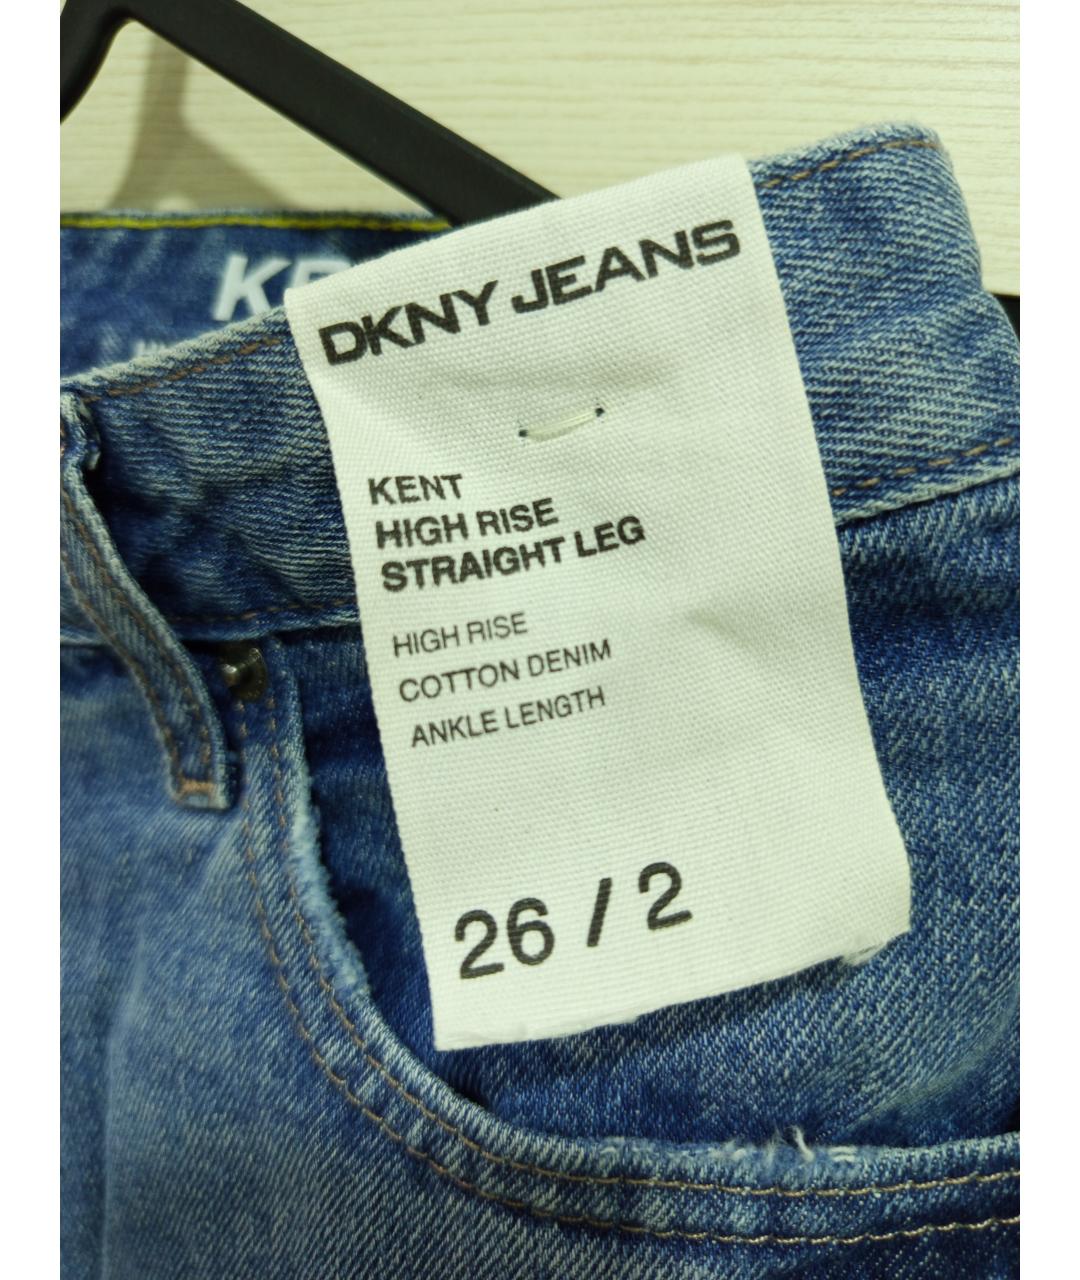 DKNY JEANS
KENT
HIGH RISE
STRAIGHT LEG
HIGH RISE
COTTON DENIM
ANKLE LENGTH
26 / 2